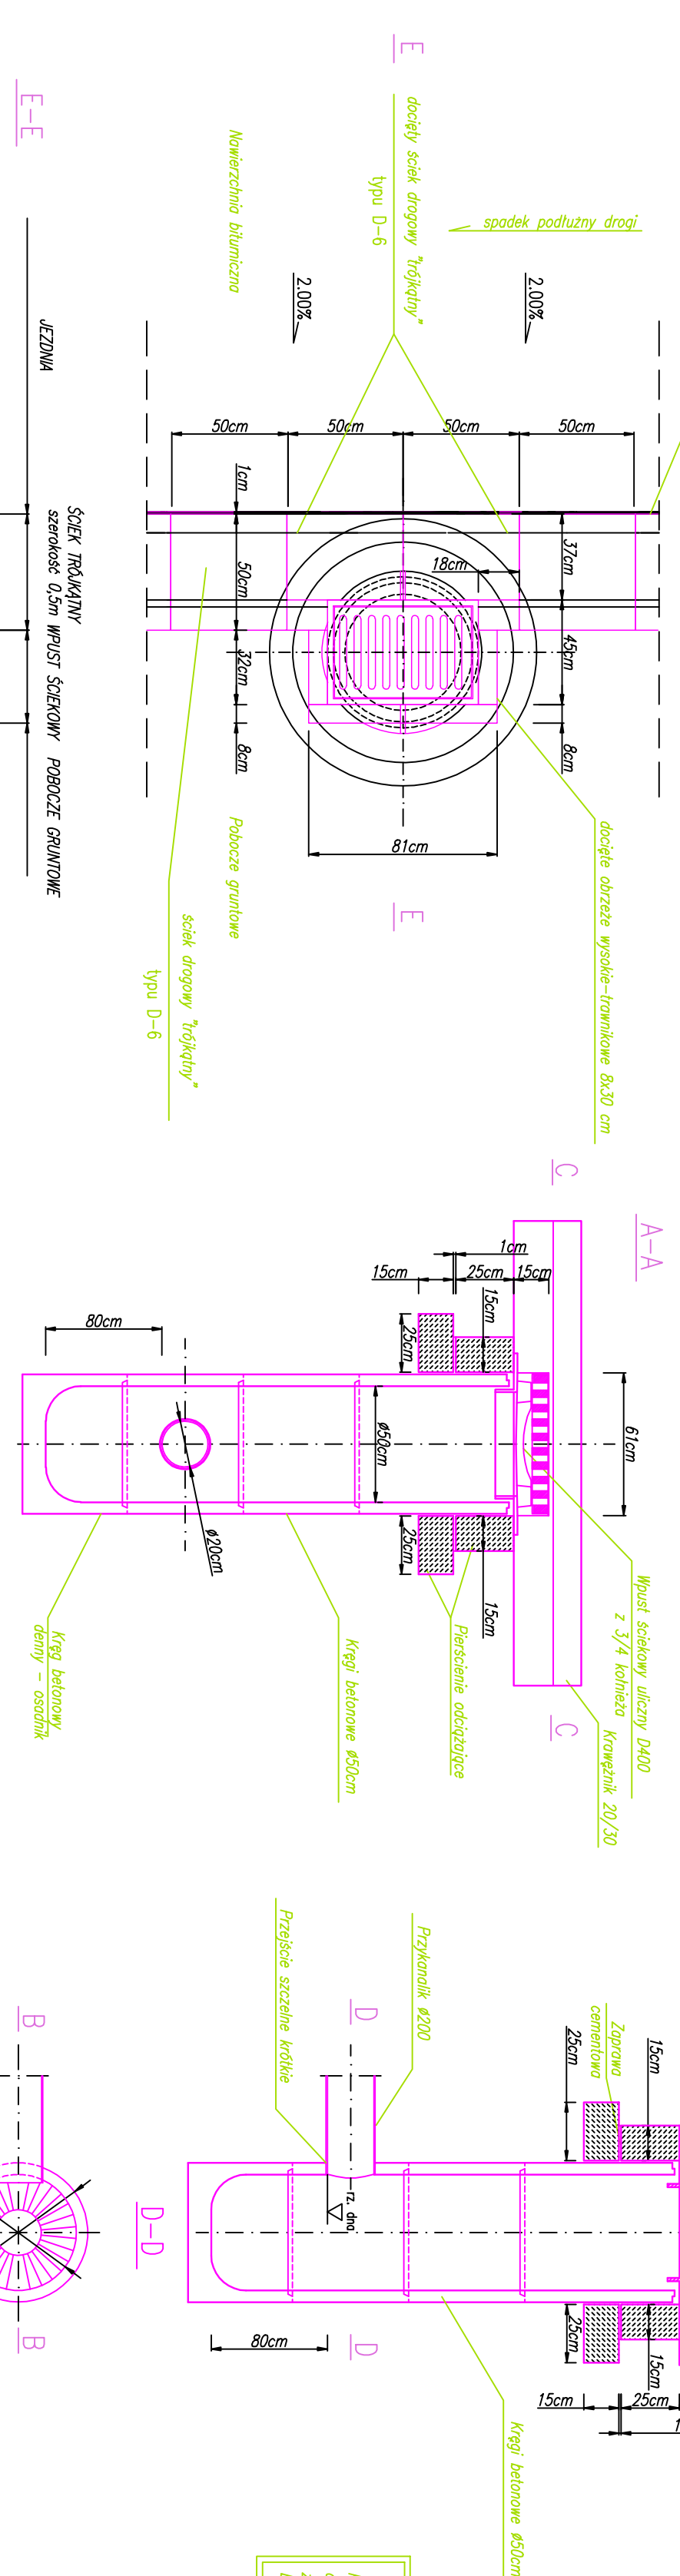 E
E-E
docięty ściek drogowy "trójkątny"
typu D-6
Nawierzchnia bitumiczna
spadek podłużny drogi
2.00%
2.00%
JEZDNIA
50cm
50cm
50cm
50cm
1cm
50cm
32cm
8cm
37cm
45cm
8cm
18cm
81cm
ŚCIEK TRÓJKĄTNY
szerokość 0,5m
WPUST ŚCIEKOWY
POBOCZE GRUNTOWE
Pobocze gruntowe
ściek drogowy "trójkątny"
typu D-6
docięte obrzeże wysokie-trawnikowe 8x30 cm
E
C
A-A
15cm
1cm
25cm
15cm
15cm
25cm
80cm
61cm
ø50cm
ø20cm
25cm
15cm
Wpust ściekowy uliczny D400
z 3/4 kołnieża
Krawężnik 20/30
C
Pierścienie odciążające
Kręgi betonowe ø50cm
Kręg betonowy
denny - osadnik
Przejście szczelne krótkie
Przykanalik ø200
D
B
Zaprawa
cementowa
25cm
15cm
rz. dna
D-D
80cm
D
B
25cm
15cm
15cm
25cm
Kręgi betonowe ø50cm